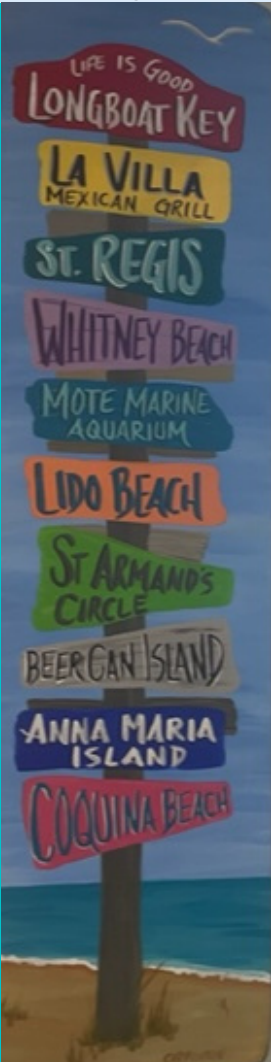 LIFE IS GOOD
LONGBOAT KEY
LA VILLA
MEXICAN GRILL
ST. REGIS
WHITNEY BEACH
MOTE MARINE
AQUARIUM
LIDO BEACH
ST ARMAND'S
CIRCLE
BEER CAN ISLAND
ANNA MARIA
ISLAND
COQUINA BEACH